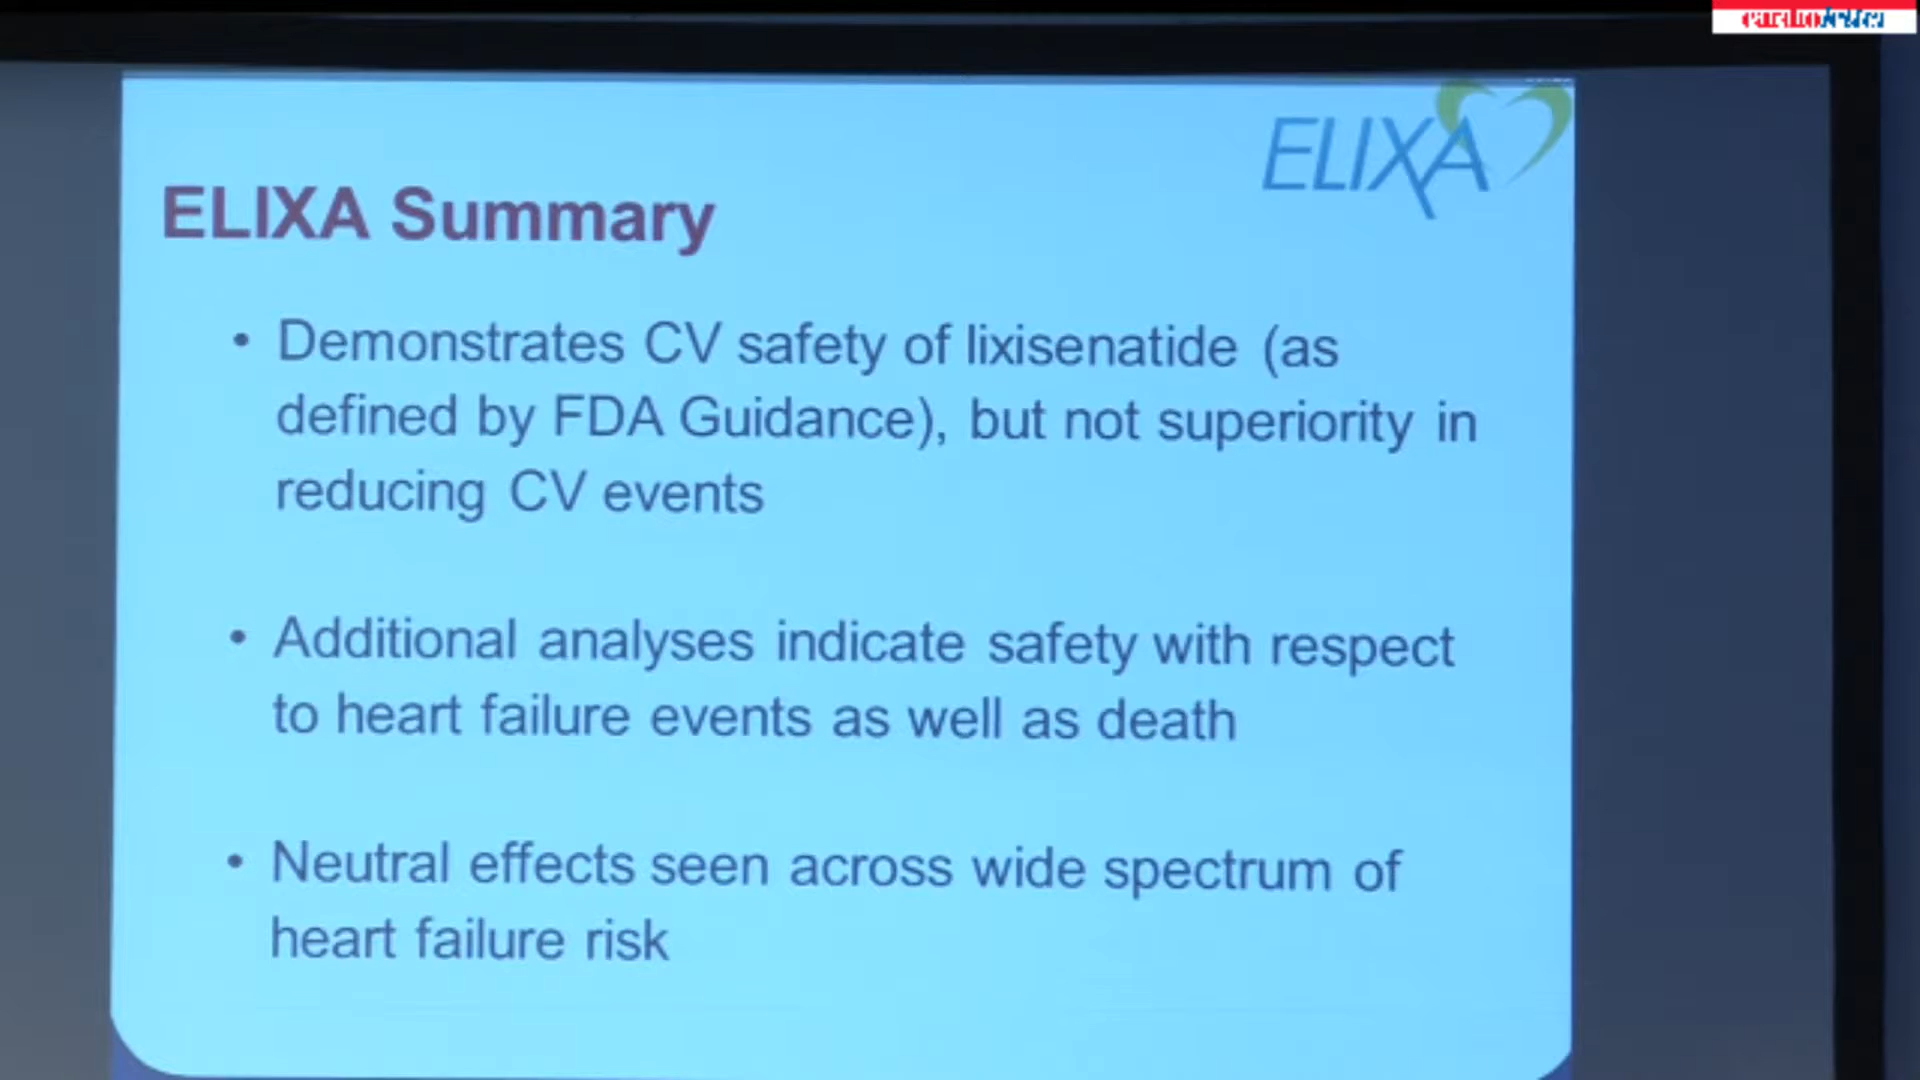 ELIXA
ELIXA Summary
• Demonstrates CV safety of lixisenatide (as
defined by FDA Guidance), but not superiority in
reducing CV events
• Additional analyses indicate safety with respect
to heart failure events as well as death
• Neutral effects seen across wide spectrum of
heart failure risk